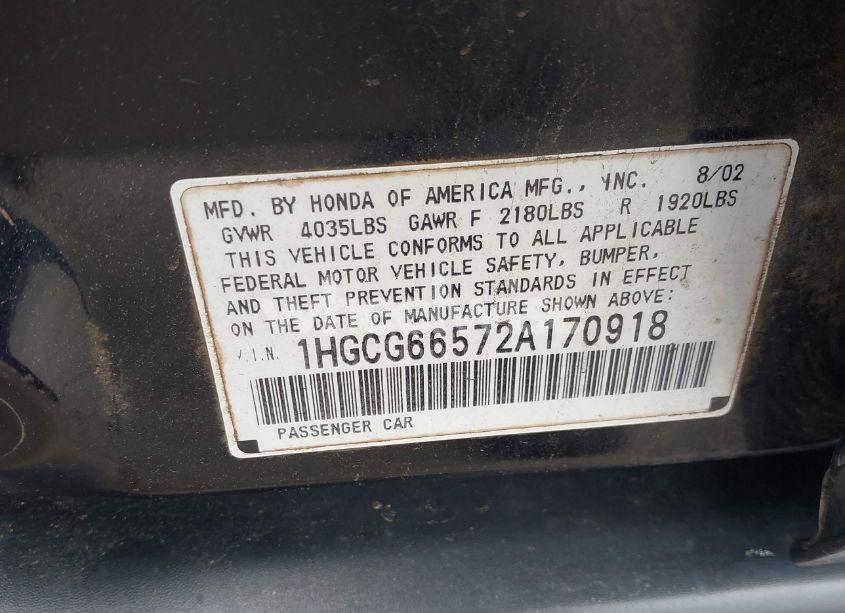 MFD. BY HONDA OF AMERICA MFG., INC. 8/02
GVWR 4035LBS GAWR F 2180LBS R 1920LBS
THIS VEHICLE CONFORMS TO ALL APPLICABLE
FEDERAL MOTOR VEHICLE SAFETY, BUMPER,
AND THEFT PREVENTION STANDARDS IN EFFECT
ON THE DATE OF MANUFACTURE SHOWN ABOVE:
V.I.N. 1HGCG66572A170918
PASSENGER CAR